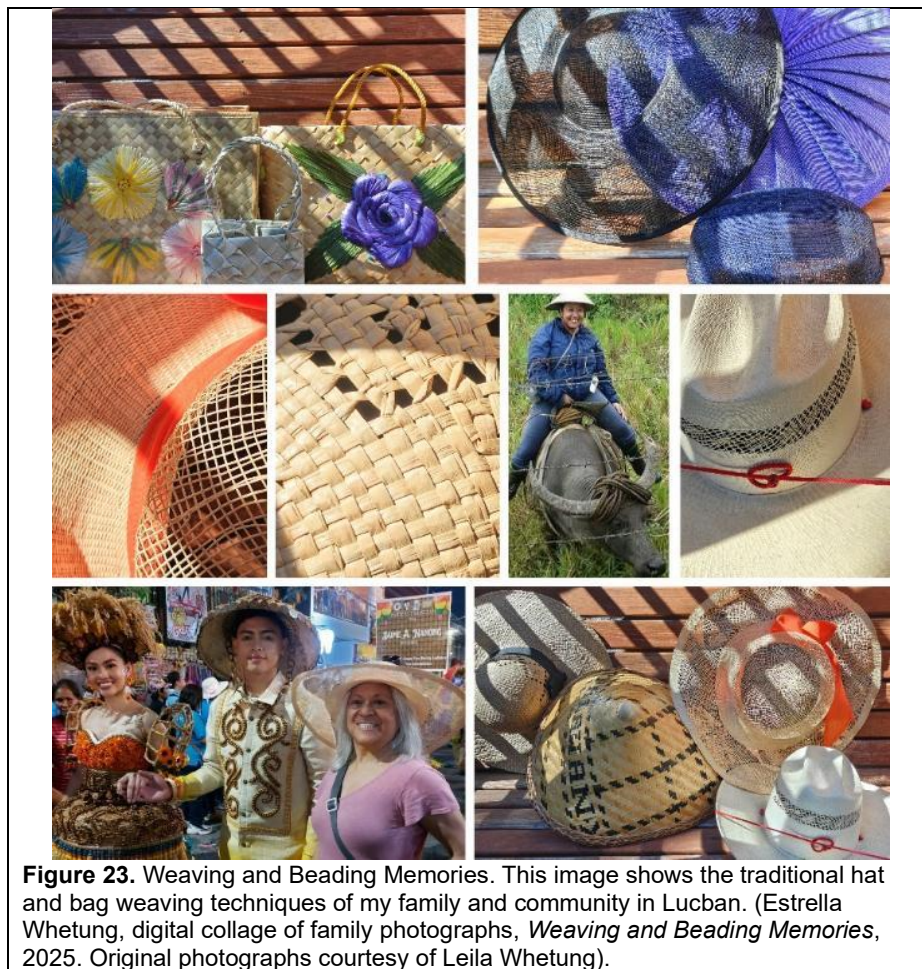 Figure 23. Weaving and Beading Memories. This image shows the traditional hat
and bag weaving techniques of my family and community in Lucban. (Estrella
Whetung, digital collage of family photographs, Weaving and Beading Memories,
2025. Original photographs courtesy of Leila Whetung).